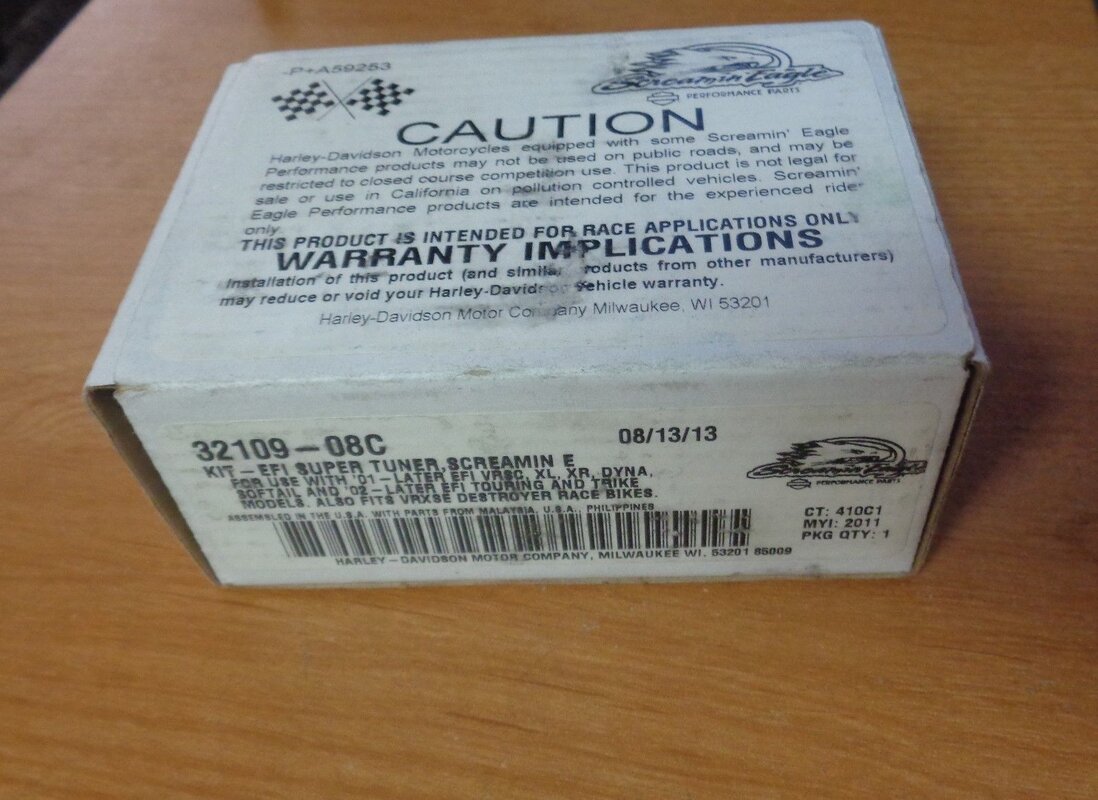 P+A59253
Screamin Eagle
PERFORMANCE PARTS
CAUTION
Harley-Davidson Motorcycles equipped with some Screamin' Eagle
Performance products may not be used on public roads, and may be
restricted to closed course competition use. This product is not legal for
sale or use in California on pollution controlled vehicles. Screamin'
Eagle Performance products are intended for the experienced
only.
THIS PRODUCT IS INTENDED FOR RACE APPLICATIONS ONLY
WARRANTY IMPLICATIONS
Installation of this product (and similar products from other manufacturers)
may reduce or void your Harley-Davidson vehicle warranty.
Harley-Davidson Motor Company Milwaukee, WI 53201
32109-08C
08/13/13
KIT-EFI SUPER TUNER,SCREAMIN E
FOR USE WITH '01-LATER EFI VRSC, XL, XR, DYNA,
SOFTAIL AND '02-LATER EFI TOURING AND TRIKE
MODELS. ALSO FITS VRXSE DESTROYER RACE BIKES.
ASSEMBLED IN THE U.S.A. WITH PARTS FROM MALAYSIA, U.S.A., PHILIPPINES
HARLEY-DAVIDSON MOTOR COMPANY, MILWAUKEE WI. 53201 85009
Screamin Eagle
PERFORMANCE PARTS
CT: 410C1
MYI: 2011
PKG QTY: 1